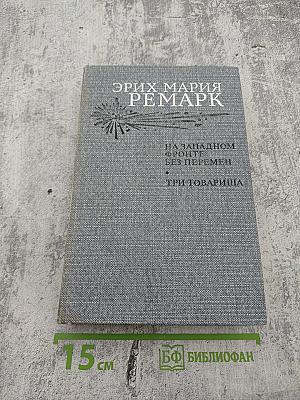 ЭРИХ МАРИЯ
РЕМАРК
НА ЗАПАДНОМ
ФРОНТЕ
БЕЗ ПЕРЕМЕН
•
ТРИ ТОВАРИЩА
15 см
БФ БИБЛИОФАН